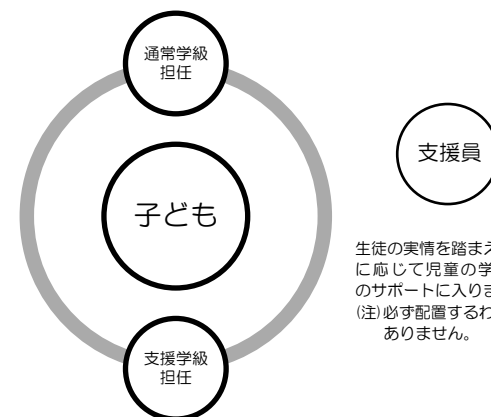 通常学級
担任
子ども
支援学級
担任
支援員
生徒の実情を踏まえ
に応じて児童の学
のサポートに入りま
(注)必ず配置するわ
ありません。